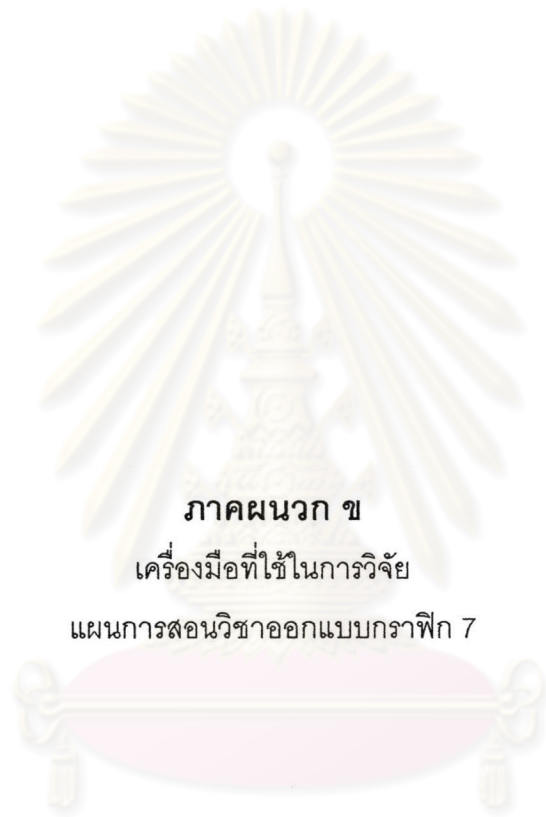 ภาคผนวก ข
เครื่องมือที่ใช้ในการวิจัย
แผนการสอนวิชาออกแบบกราฟิก 7